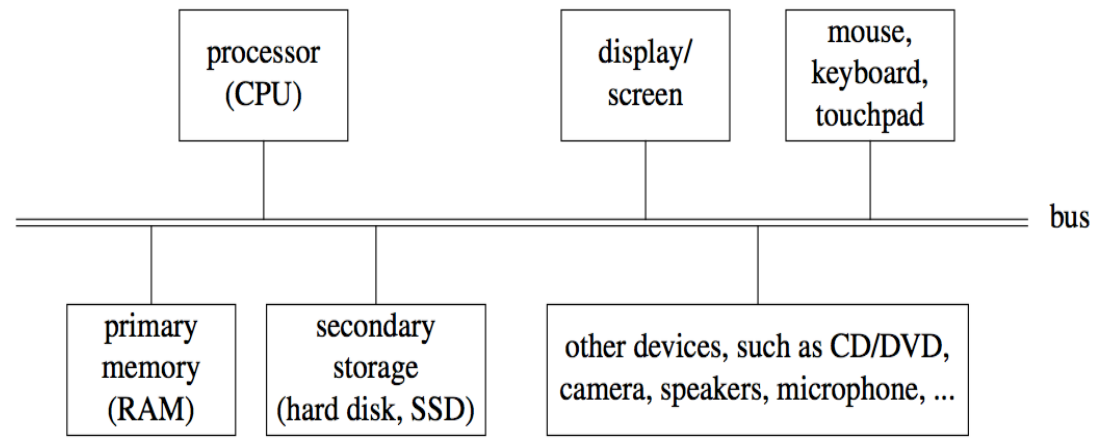 processor
(CPU)
display/
screen
mouse,
keyboard,
touchpad
bus
primary
memory
(RAM)
secondary
storage
(hard disk, SSD)
other devices, such as CD/DVD,
camera, speakers, microphone, ...